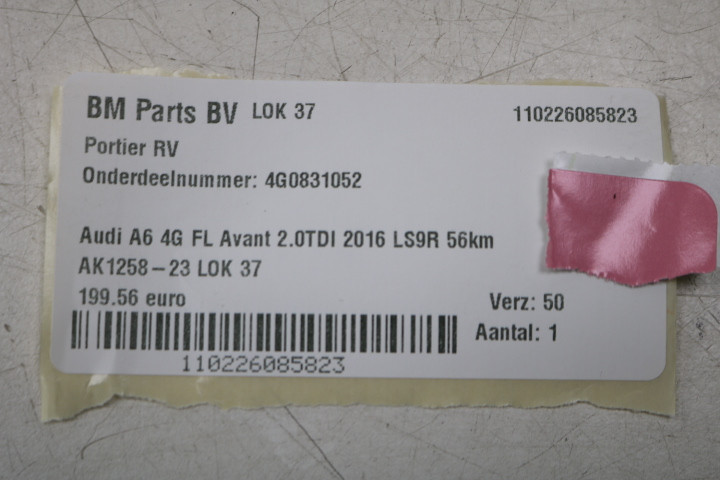 BM Parts BV LOK 37 110226085823
Portier RV
Onderdeelnummer: 4G0831052
Audi A6 4G FL Avant 2.0TDI 2016 LS9R 56km
AK1258-23 LOK 37
199.56 euro
Verz: 50
Aantal: 1
110226085823